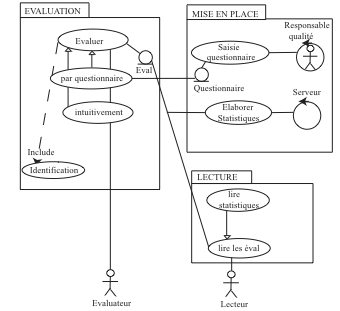 EVALUATION
Evaluer
Eval
par questionnaire
intuitivement
Include
Identification
MISE EN PLACE
Responsable
qualité
Saisie
questionnaire
Questionnaire
Serveur
Elaborer
Statistiques
LECTURE
lire
statistiques
lire les éval
Evaluateur
Lecteur